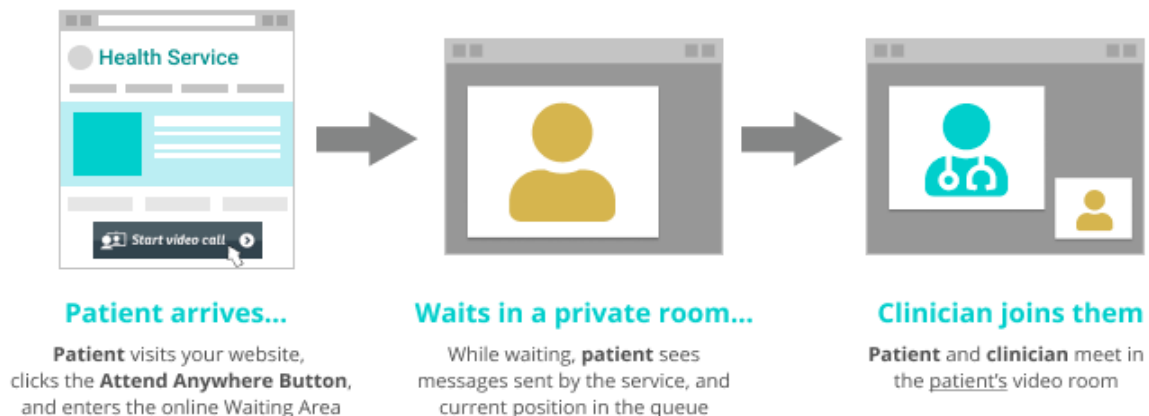 Health Service
Start video call
Patient arrives...
Patient visits your website,
clicks the Attend Anywhere Button,
and enters the online Waiting Area
Waits in a private room...
While waiting, patient sees
messages sent by the service, and
current position in the queue
Clinician joins them
Patient and clinician meet in
the patient's video room